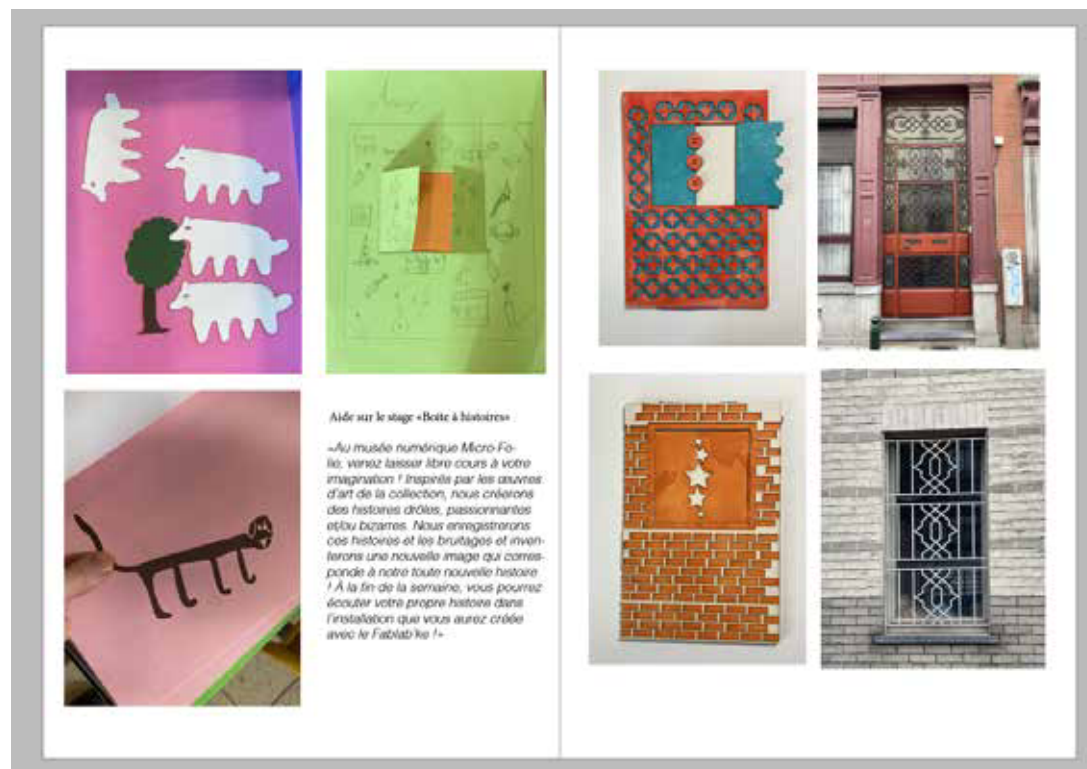 Aide sur le stage «Boîte à histoires»
«Au musée numérique Micro-Fo-
lie, venez laisser libre cours à votre
imagination ! Inspirés par les œuvres
d'art de la collection, nous créerons
des histoires drôles, passionnantes
et/ou bizarres. Nous enregistrerons
ces histoires et les bruitages et inven-
terons une nouvelle image qui corres-
ponde à notre toute nouvelle histoire
! À la fin de la semaine, vous pourrez
écouter votre propre histoire dans
l'installation que vous aurez créée
avec le Fablab'ke !»